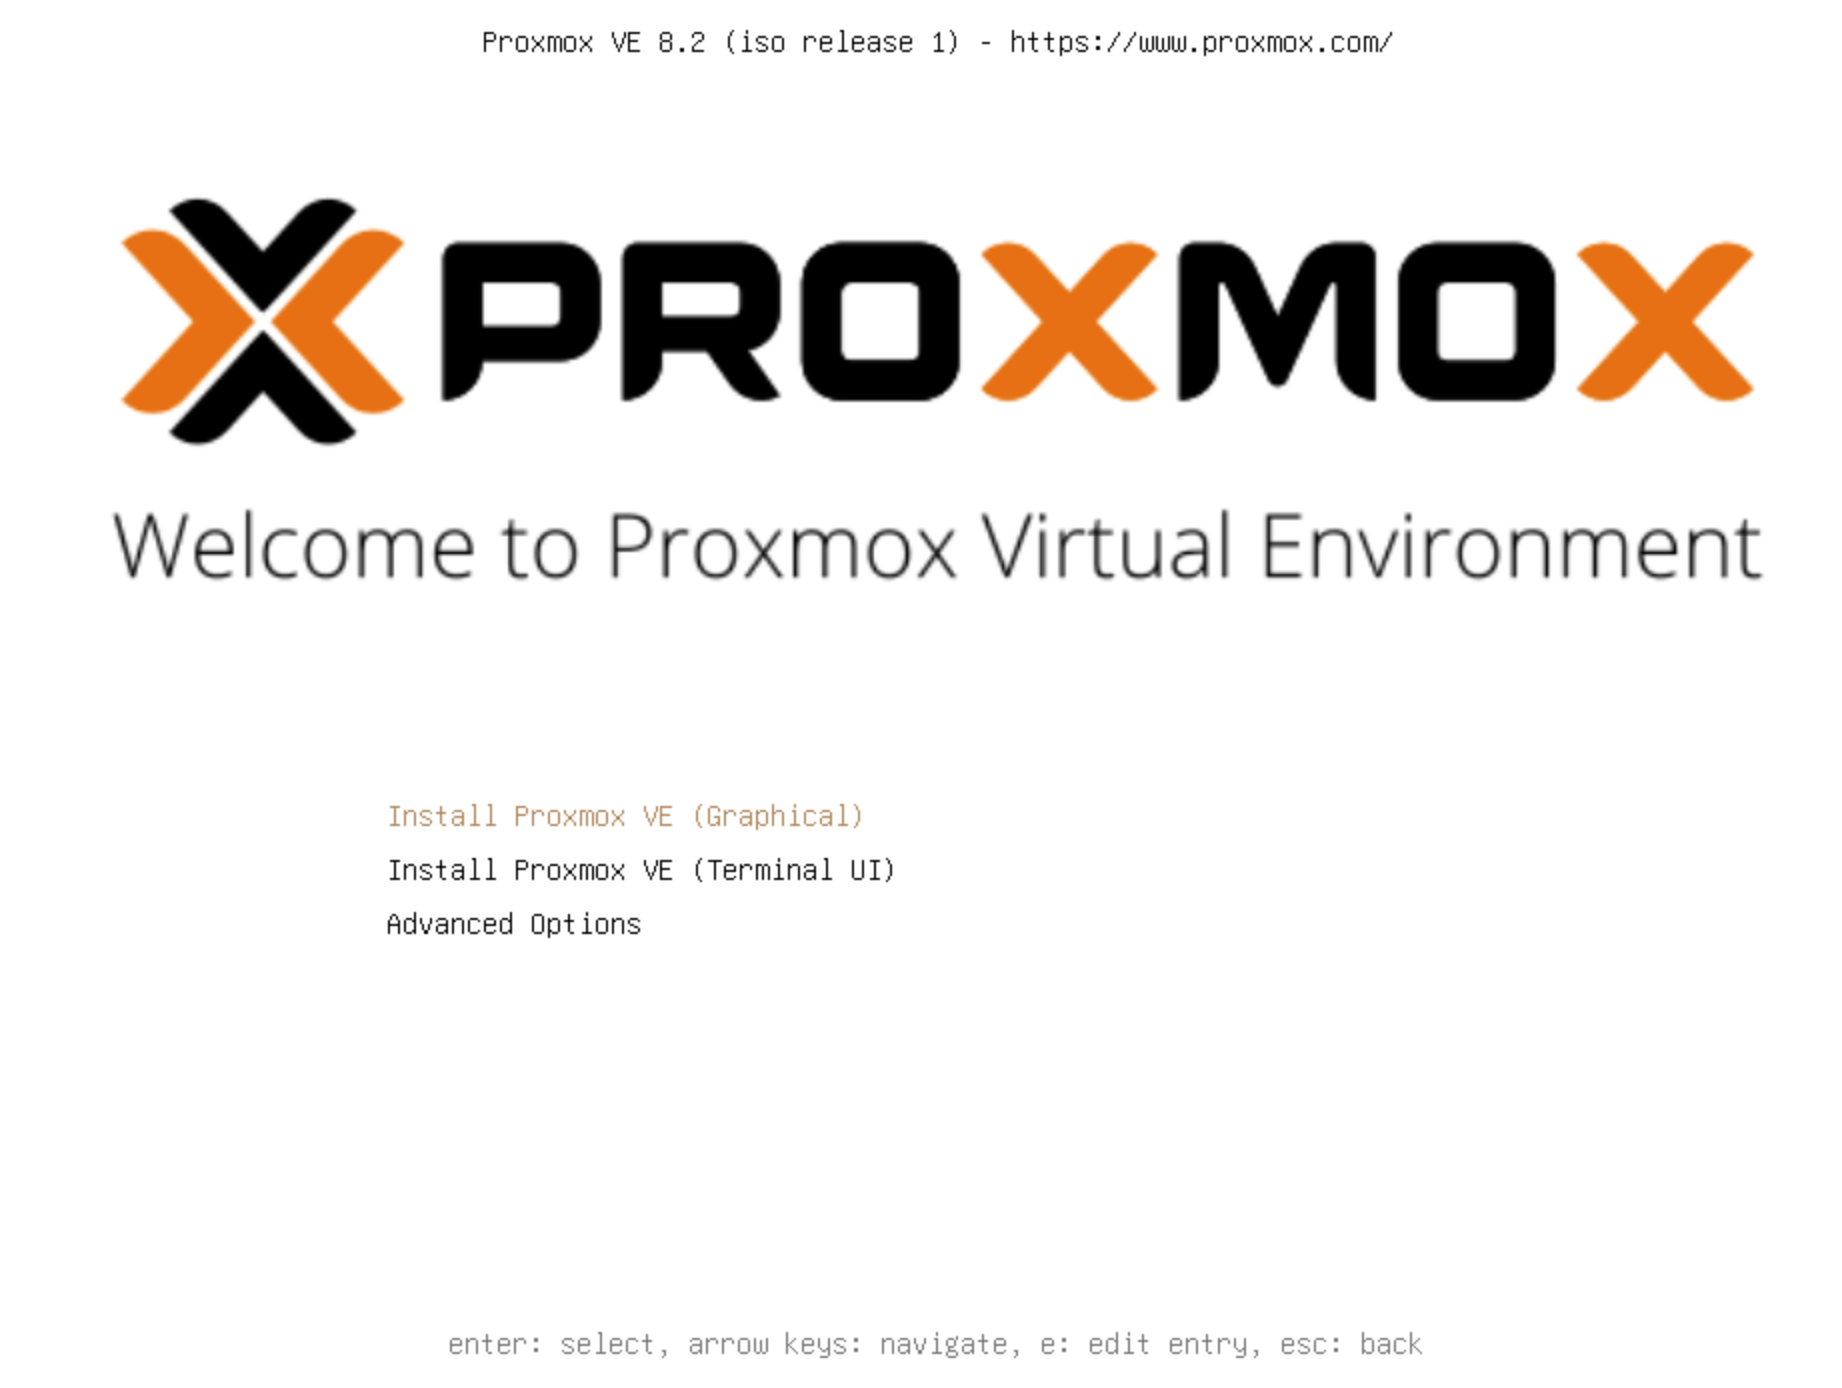 Proxmox VE 8.2 (iso release 1) - https://www.proxmox.com/
PROXMOX
Welcome to Proxmox Virtual Environment
Install Proxmox VE (Graphical)
Install Proxmox VE (Terminal UI)
Advanced Options
enter: select, arrow keys: navigate, e: edit entry, esc: back